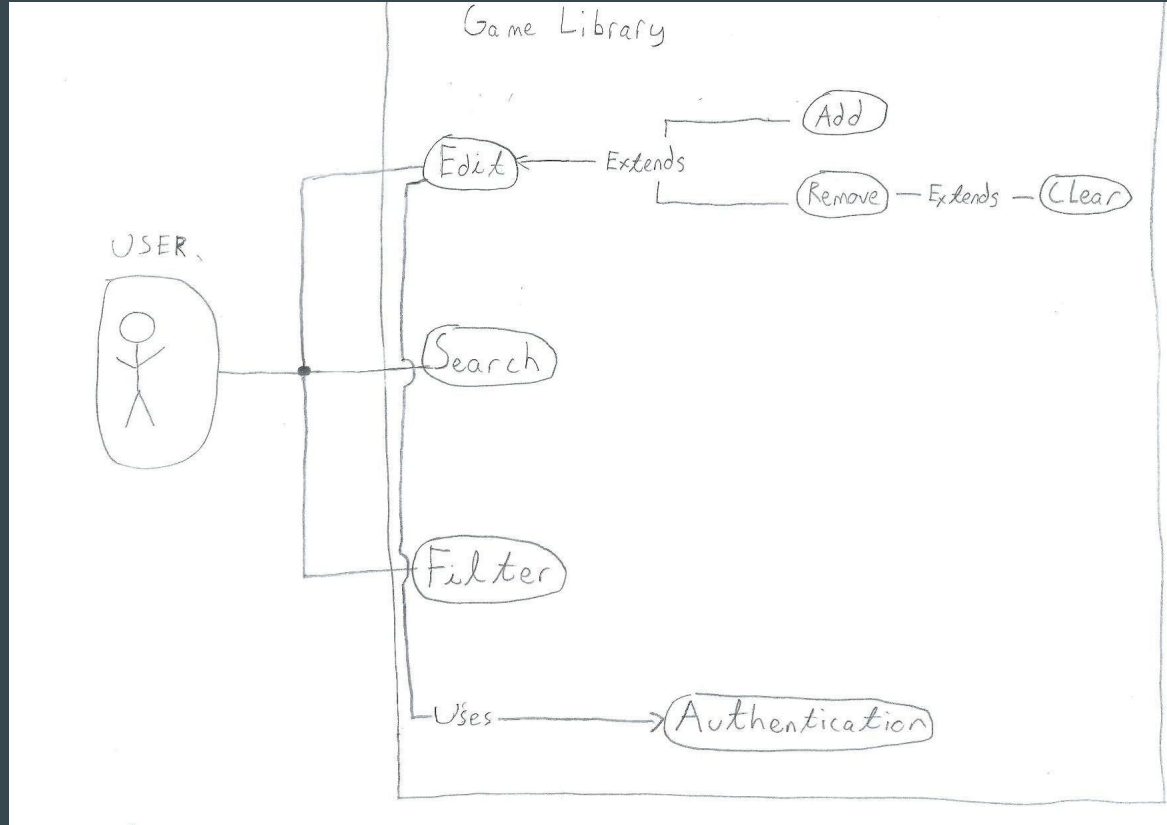 Game Library
Add
Edit
Extends
Remove
Extends
Clear
USER
Search
Filter
Uses
Authentication